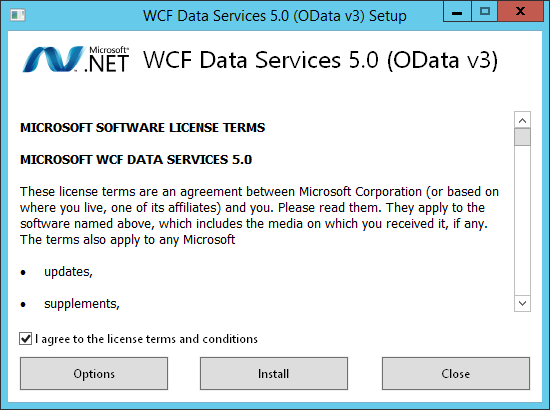 WCF Data Services 5.0 (OData v3) Setup
Microsoft®
.NET
WCF Data Services 5.0 (OData v3)
MICROSOFT SOFTWARE LICENSE TERMS
MICROSOFT WCF DATA SERVICES 5.0
These license terms are an agreement between Microsoft Corporation (or based on
where you live, one of its affiliates) and you. Please read them. They apply to the
software named above, which includes the media on which you received it, if any.
The terms also apply to any Microsoft
• updates,
• supplements,
I agree to the license terms and conditions
Options
Install
Close